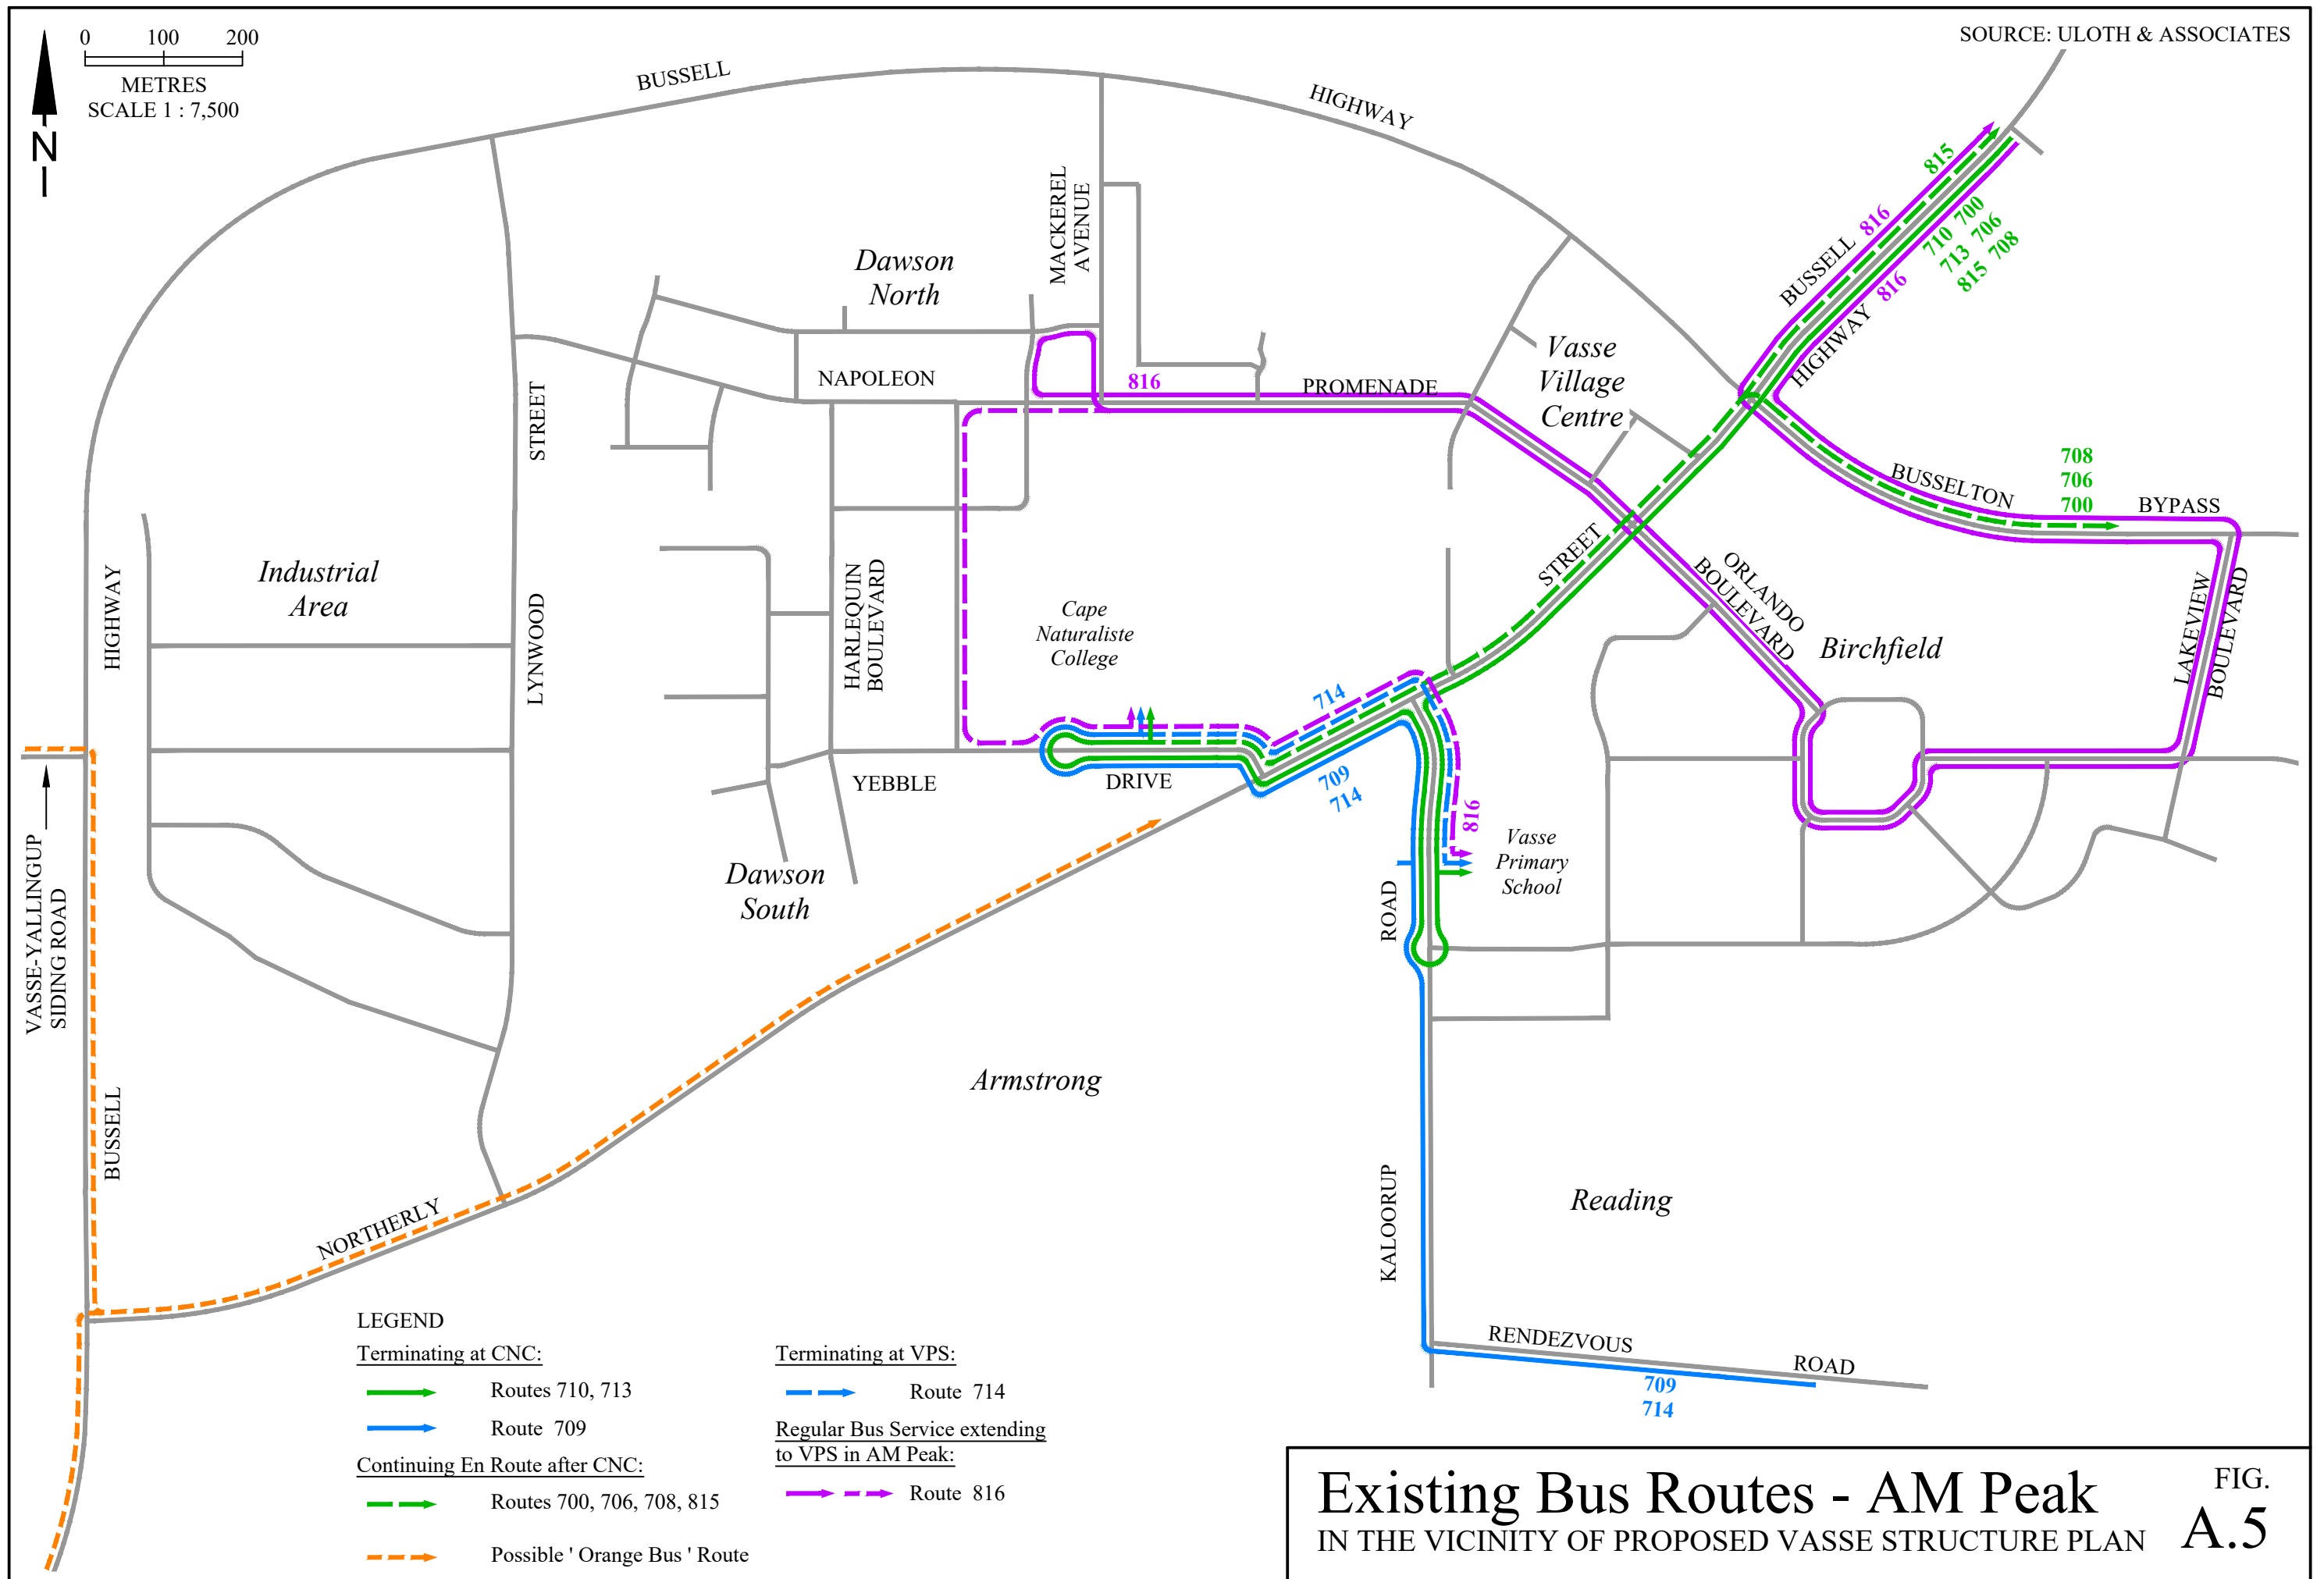 0 100 200
METRES
SCALE 1 : 7,500
N
SOURCE: ULOTH & ASSOCIATES
BUSSELL
HIGHWAY
MACKEREL
AVENUE
Dawson
North
NAPOLEON
816
PROMENADE
Vasse
Village
Centre
BUSSELL
HIGHWAY
816
815
816
710 700
713 706
815 708
708
706
700
BUSSELTON
BYPASS
STREET
LYNWOOD
Industrial
Area
HIGHWAY
HARLEQUIN
BOULEVARD
Cape
Naturaliste
College
STREET
ORLANDO
BOULEVARD
Birchfield
LAKEVIEW
BOULEVARD
714
709
714
816
YEBBLE
DRIVE
Vasse
Primary
School
Dawson
South
ROAD
VASSE-YALLINGUP
SIDING ROAD
BUSSELL
NORTHERLY
Armstrong
KALOORUP
Reading
RENDEZVOUS
ROAD
709
714
LEGEND
Terminating at CNC:
Routes 710, 713
Route 709
Continuing En Route after CNC:
Routes 700, 706, 708, 815
Possible ' Orange Bus ' Route
Terminating at VPS:
Route 714
Regular Bus Service extending
to VPS in AM Peak:
Route 816
Existing Bus Routes - AM Peak
IN THE VICINITY OF PROPOSED VASSE STRUCTURE PLAN
FIG.
A.5